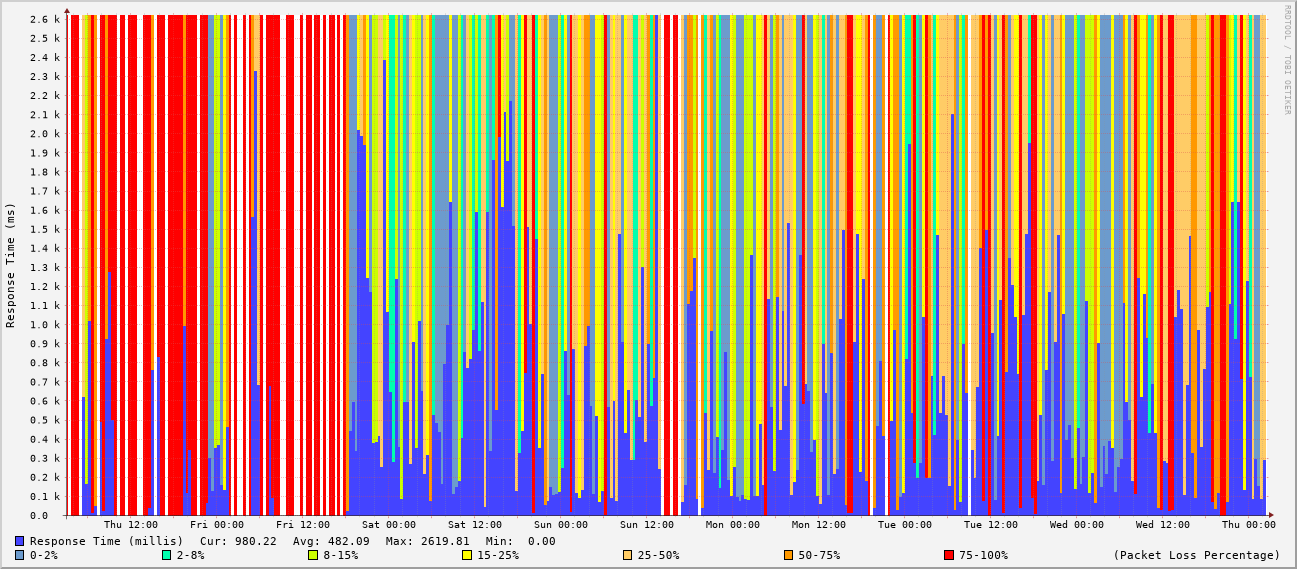 RRDTOOL / TOBI OETIKER
Response Time (ms)
2.6 k
2.5 k
2.4 k
2.3 k
2.2 k
2.1 k
2.0 k
1.9 k
1.8 k
1.7 k
1.6 k
1.5 k
1.4 k
1.3 k
1.2 k
1.1 k
1.0 k
0.9 k
0.8 k
0.7 k
0.6 k
0.5 k
0.4 k
0.3 k
0.2 k
0.1 k
0.0
Thu 12:00 Fri 00:00 Fri 12:00 Sat 00:00 Sat 12:00 Sun 00:00 Sun 12:00 Mon 00:00 Mon 12:00 Tue 00:00 Tue 12:00 Wed 00:00 Wed 12:00 Thu 00:00
Response Time (millis) Cur: 980.22 Avg: 482.09 Max: 2619.81 Min: 0.00
0-2% 2-8% 8-15% 15-25% 25-50% 50-75% 75-100% (Packet Loss Percentage)